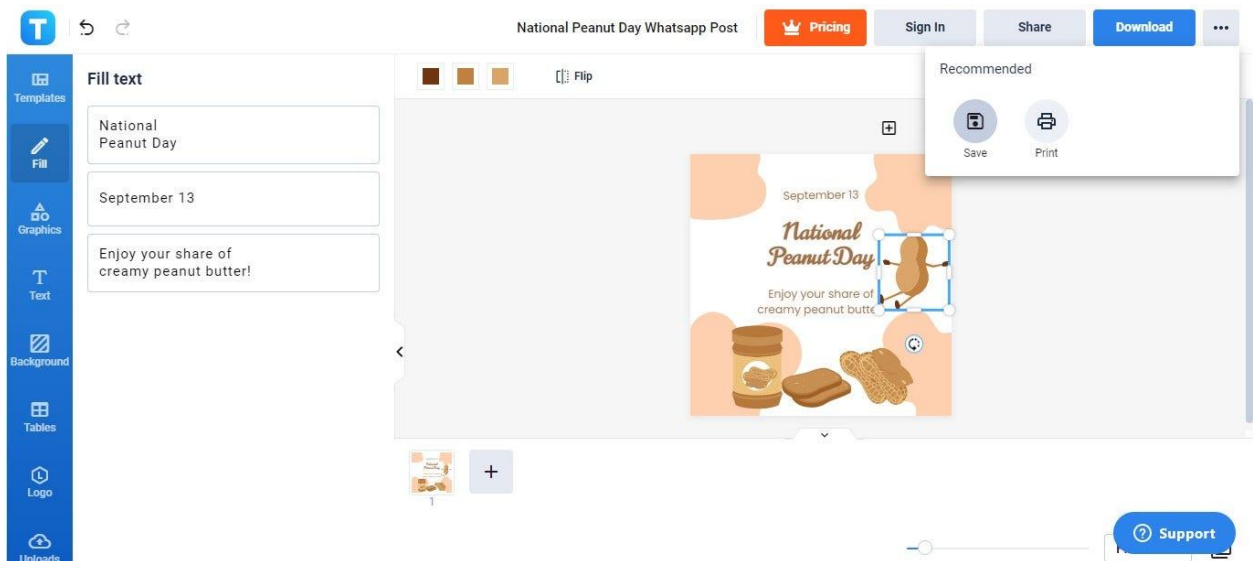 T
National Peanut Day Whatsapp Post
Pricing
Sign In
Share
Download
Templates
Fill
Graphics
Text
Background
Tables
Logo
Uploads
Fill text
National
Peanut Day
September 13
Enjoy your share of
creamy peanut butter!
Flip
Recommended
Save
Print
September 13
National
Peanut Day
Enjoy your share of
creamy peanut butte
1
Support